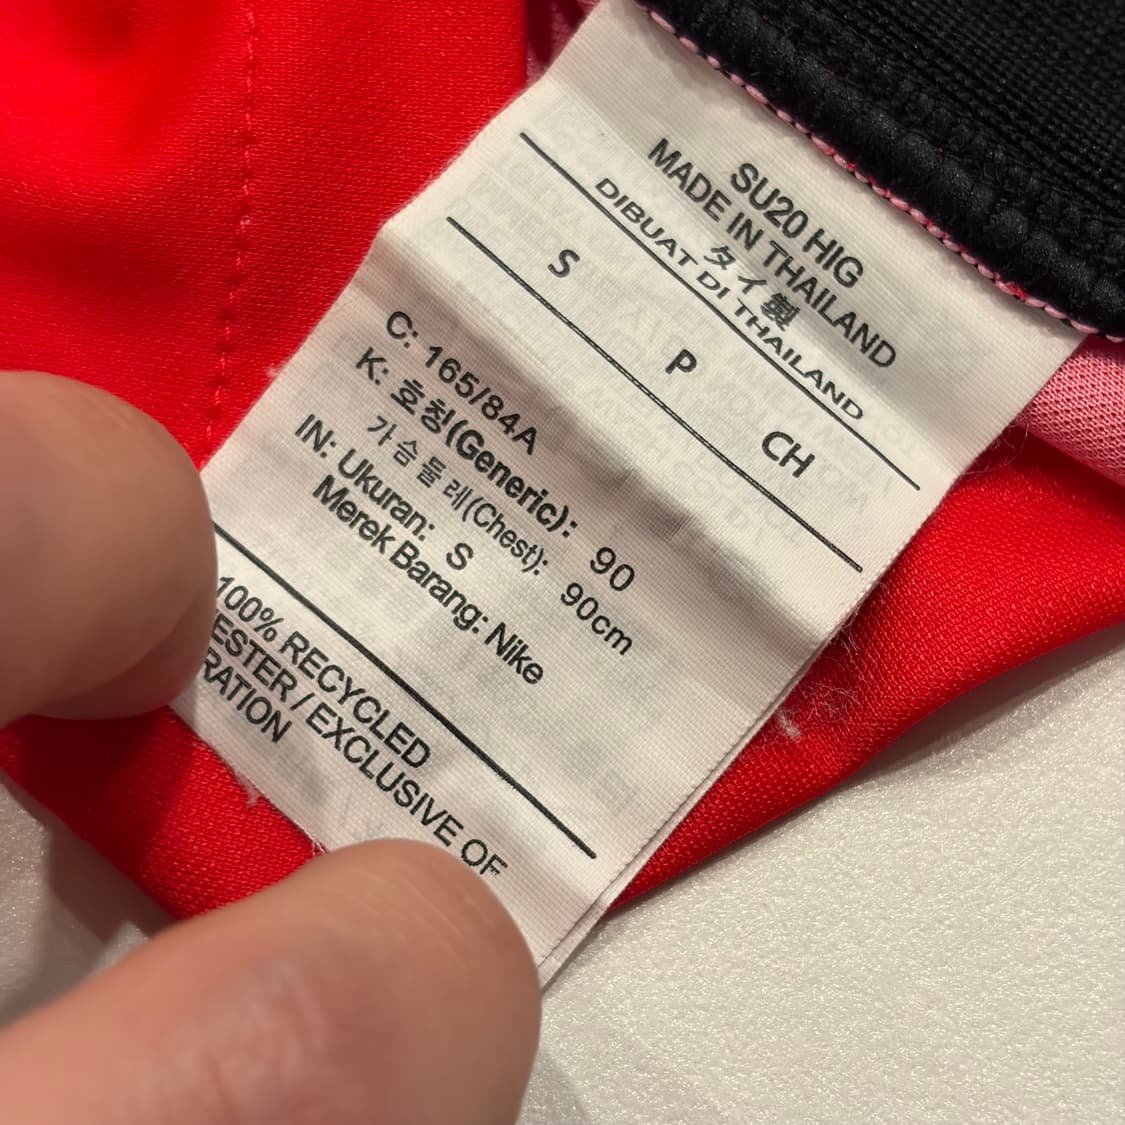 SU20 HIG
MADE IN THAILAND
タイ製
DIBUAT DI THAILAND
S P CH
C: 165/84A
K: 호칭(Generic): 90
가슴둘레(Chest): 90cm
IN: Ukuran: S
Merek Barang: Nike
100% RECYCLED
ESTER / EXCLUSIVE OF
RATION